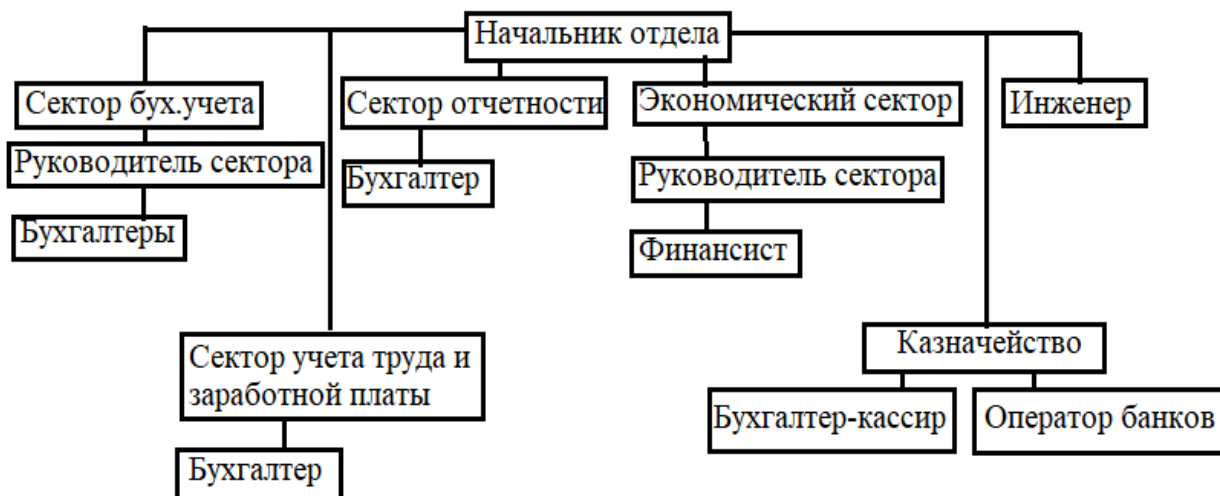 Начальник отдела
Сектор бух.учета
Сектор отчетности
Экономический сектор
Инженер
Руководитель сектора
Бухгалтер
Руководитель сектора
Бухгалтеры
Финансист
Сектор учета труда и
заработной платы
Казначейство
Бухгалтер-кассир
Оператор банков
Бухгалтер